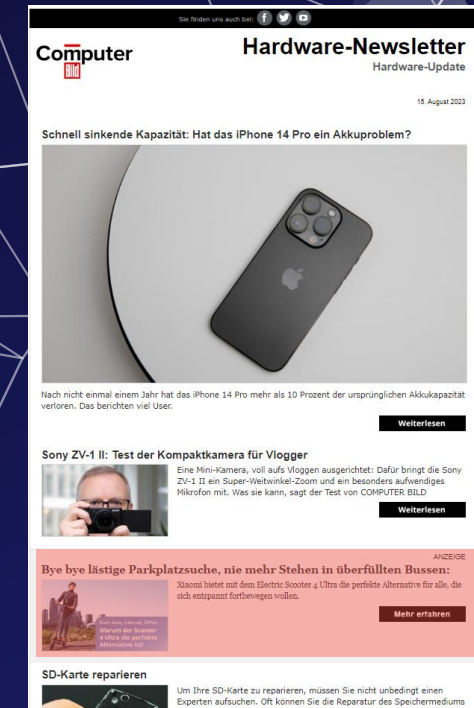 Sie finden uns auch bei:
Computer
Bild
Hardware-Newsletter
Hardware-Update
15. August 2023
Schnell sinkende Kapazität: Hat das iPhone 14 Pro ein Akkuproblem?
Nach nicht einmal einem Jahr hat das iPhone 14 Pro mehr als 10 Prozent der ursprünglichen Akkukapazität
verloren. Das berichten viel User.
Weiterlesen
Sony ZV-1 II: Test der Kompaktkamera für Vlogger
Eine Mini-Kamera, voll aufs Vloggen ausgerichtet: Dafür bringt die Sony
ZV-1 II ein Super-Weitwinkel-Zoom und ein besonders aufwendiges
Mikrofon mit. Was sie kann, sagt der Test von COMPUTER BILD
Weiterlesen
ANZEIGE
Bye bye lästige Parkplatzsuche, nie mehr Stehen in überfüllten Bussen:
Xiaomi bietet mit dem Electric Scooter 4 Ultra die perfekte Alternative für alle, die
sich entspannt fortbewegen wollen.
Statt Auto, Fahrrad, Öffis:
Warum der Scooter
4 Ultra die perfekte
Alternative ist!
Mehr erfahren
SD-Karte reparieren
Um Ihre SD-Karte zu reparieren, müssen Sie nicht unbedingt einen
Experten aufsuchen. Oft können Sie die Reparatur des Speichermediums